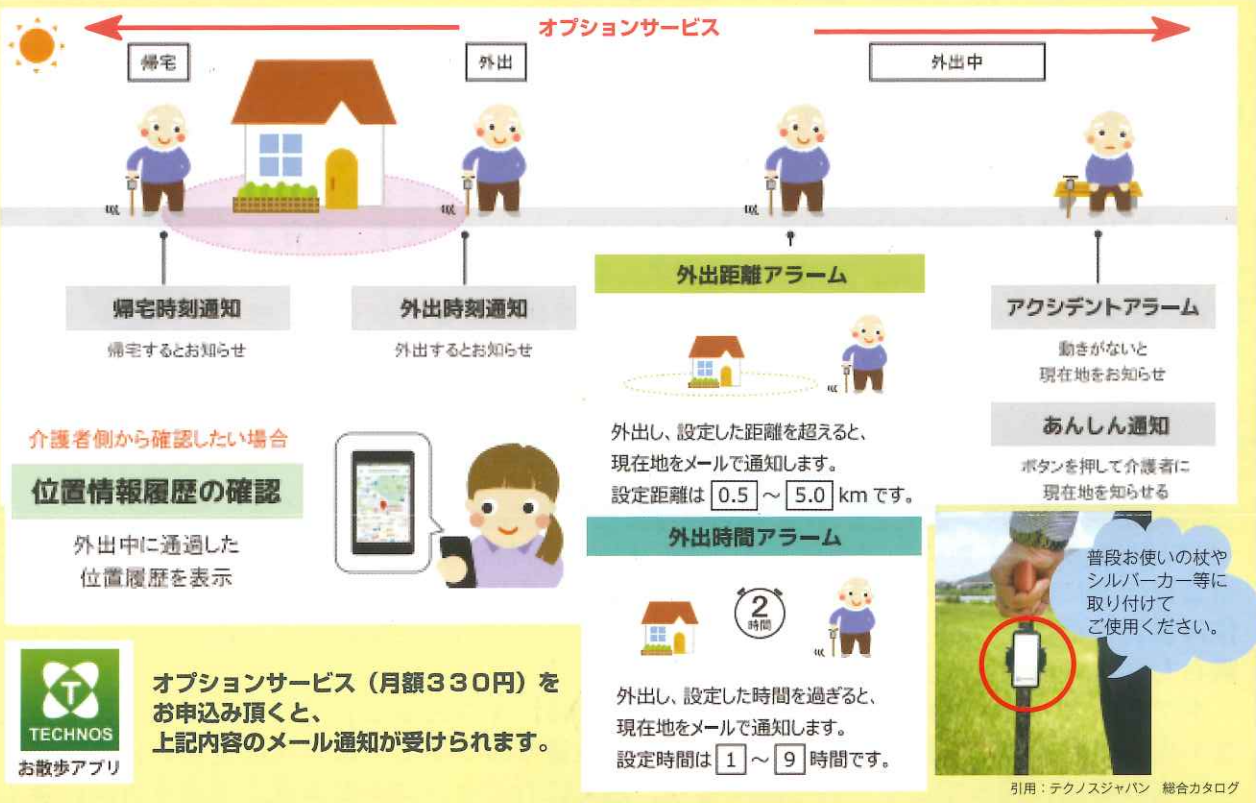 オプションサービス
帰宅
外出
外出中
帰宅時刻通知
帰宅するとお知らせ
外出時刻通知
外出するとお知らせ
外出距離アラーム
外出し、設定した距離を超えると、
現在地をメールで通知します。
設定距離は 0.5 ～ 5.0 km です。
アクシデントアラーム
動きがないと
現在地をお知らせ
あんしん通知
ボタンを押して介護者に
現在地を知らせる
介護者側から確認したい場合
位置情報履歴の確認
外出中に通過した
位置履歴を表示
外出時間アラーム
2
時間
外出し、設定した時間を過ぎると、
現在地をメールで通知します。
設定時間は 1 ～ 9 時間です。
普段お使いの杖や
シルバーカー等に
取り付けて
ご使用ください。
T
TECHNOS
お散歩アプリ
オプションサービス（月額３３０円）を
お申込み頂くと、
上記内容のメール通知が受けられます。
引用：テクノスジャパン　総合カタログ